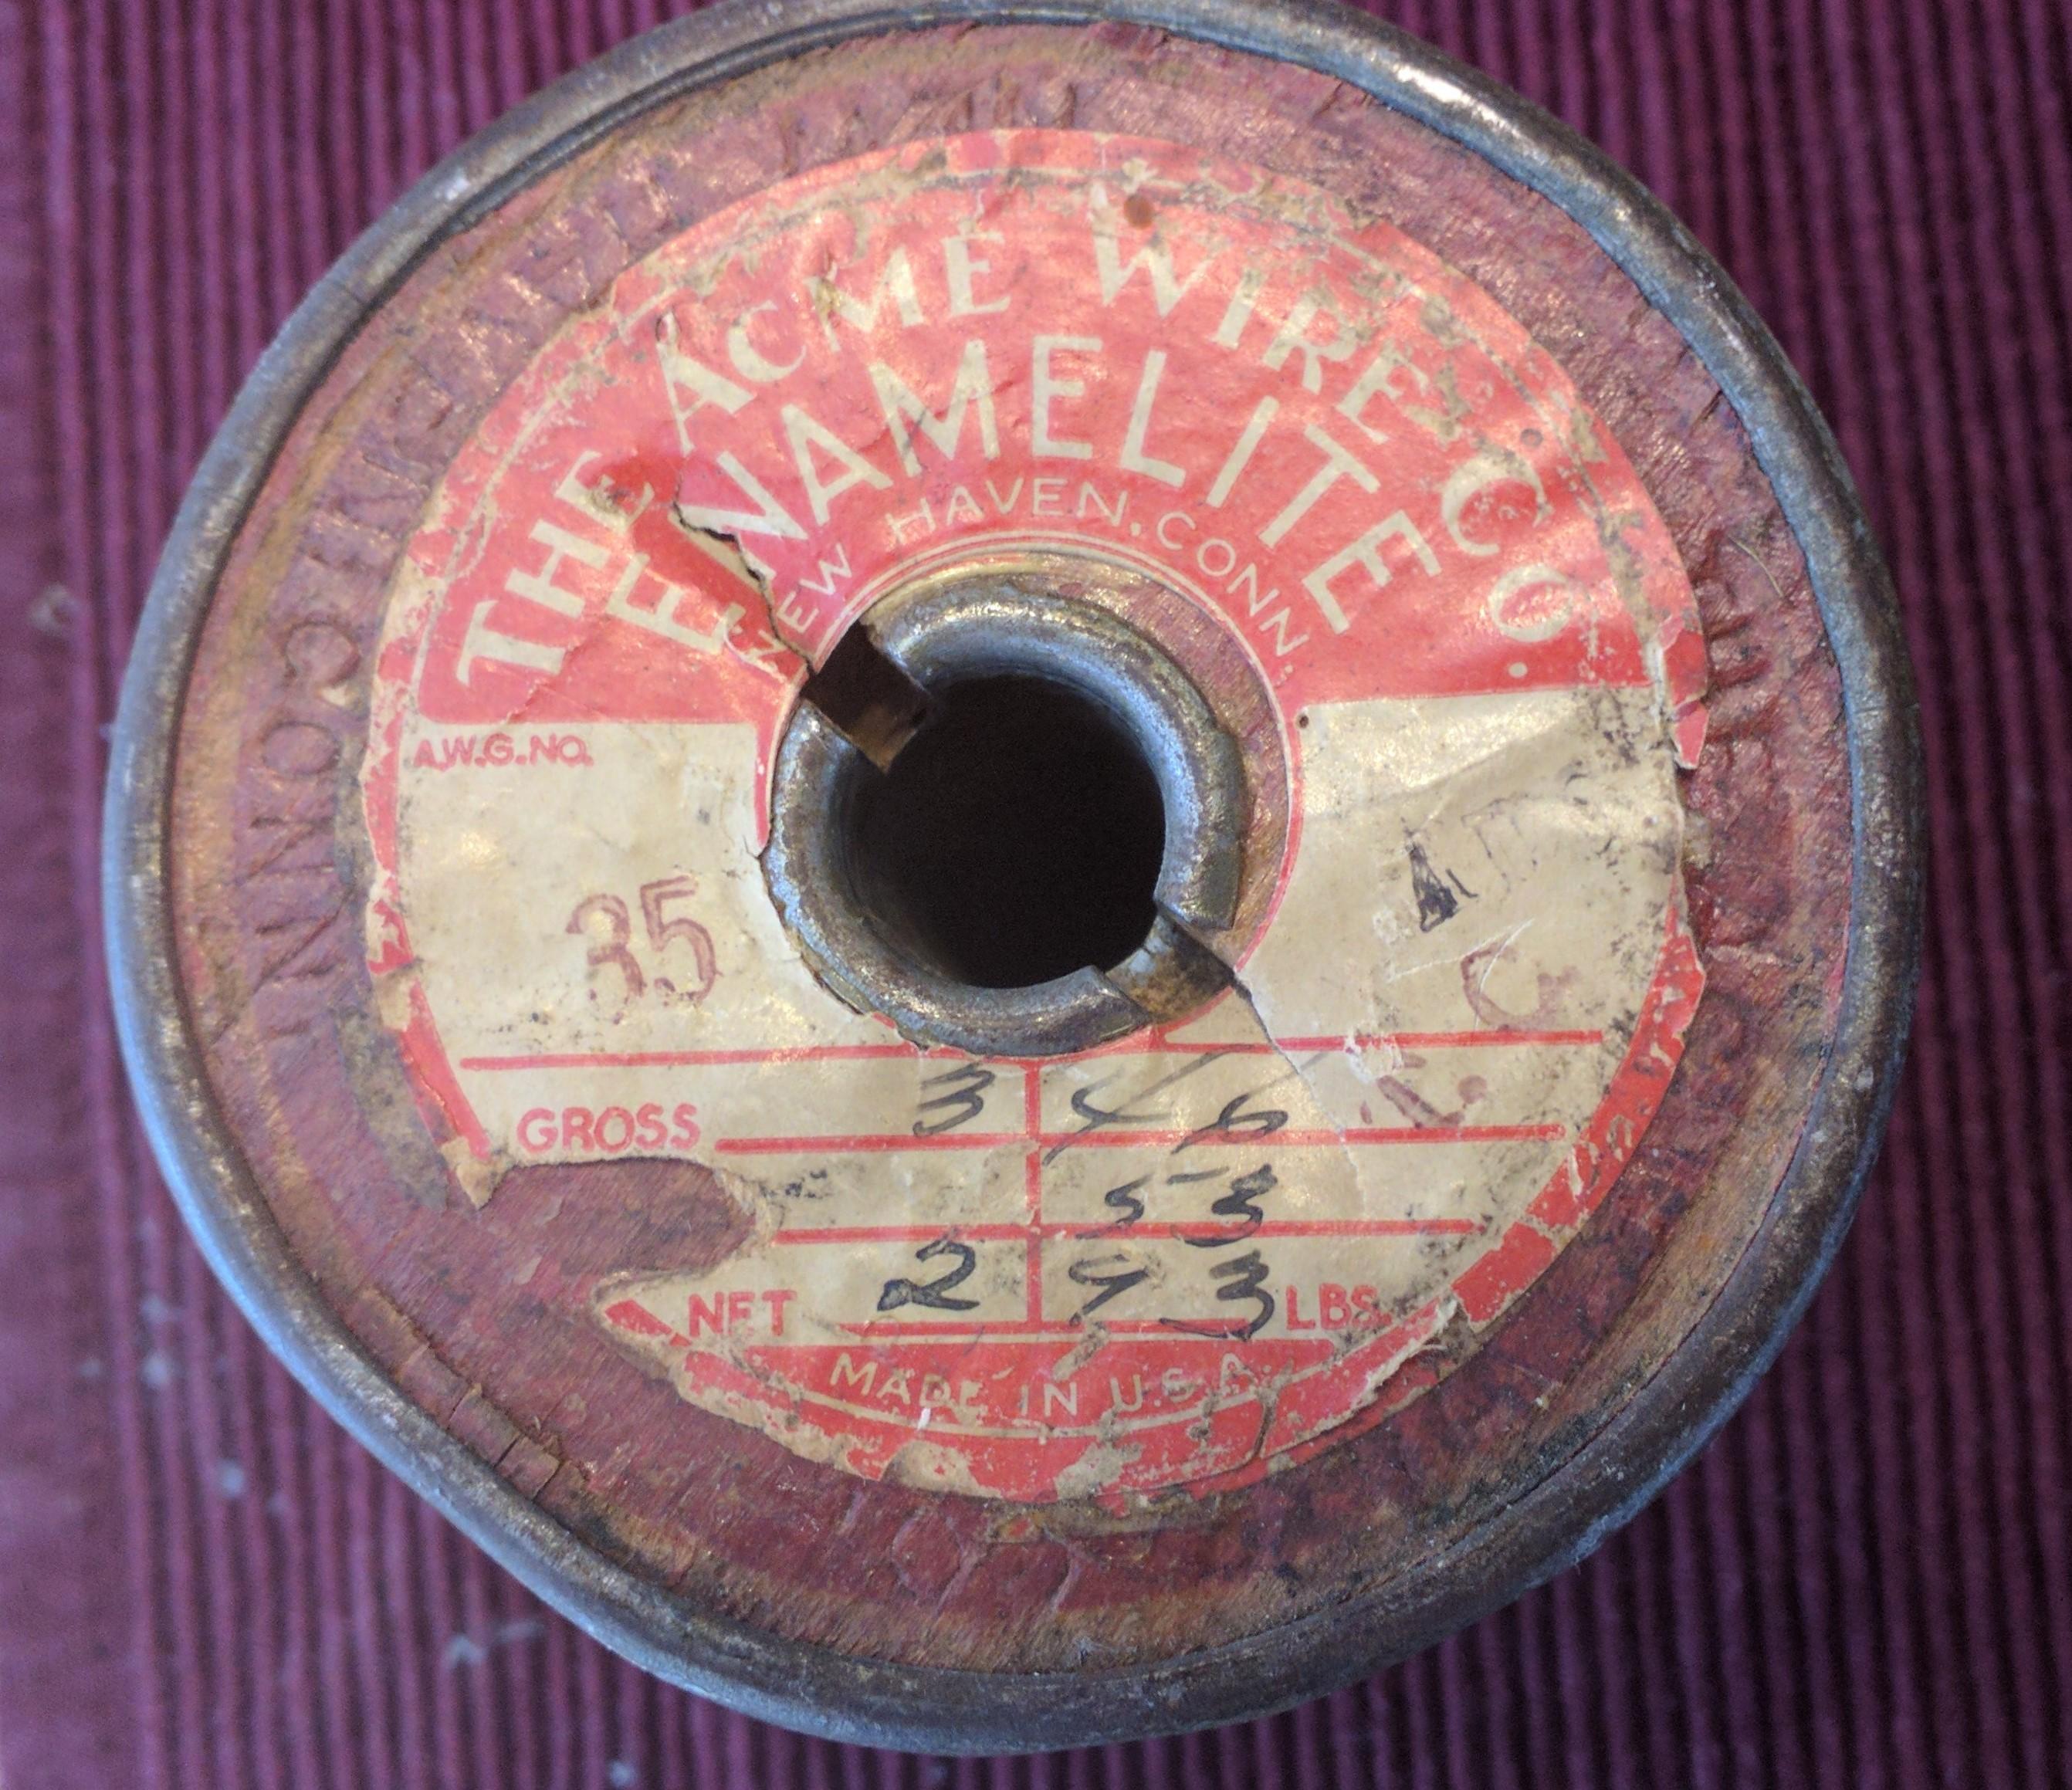 THE ACME WIRE CO.
ENAMELITE
NEW HAVEN, CONN.
A.W.G. NO.
35
GROSS 3 46
53
NET 2 93 LBS.
MADE IN U.S.A.
CONN